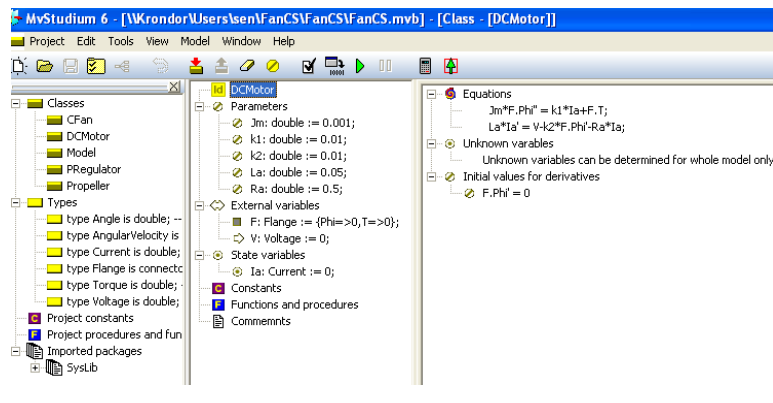 MvStudium 6 - [\\Krondor\Users\sen\FanCS\FanCS\FanCS.mvb] - [Class - [DCMotor]]
Project Edit Tools View Model Window Help
Classes
CFan
DCMotor
Model
PRegulator
Propeller
Types
type Angle is double; --
type AngularVelocity is
type Current is double;
type Flange is connecto
type Torque is double; -
type Voltage is double;
Project constants
Project procedures and fun
Imported packages
SysLib
Id DCMotor
Parameters
Jm: double := 0.001;
k1: double := 0.01;
k2: double := 0.01;
La: double := 0.05;
Ra: double := 0.5;
External variables
F: Flange := {Phi=>0,T=>0};
V: Voltage := 0;
State variables
Ia: Current := 0;
C Constants
F Functions and procedures
Commemnts
Equations
Jm*F.Phi'' = k1*Ia+F.T;
La*Ia' = V-k2*F.Phi'-Ra*Ia;
Unknown varables
Unknown variables can be determined for whole model only
Initial values for derivatives
F.Phi' = 0